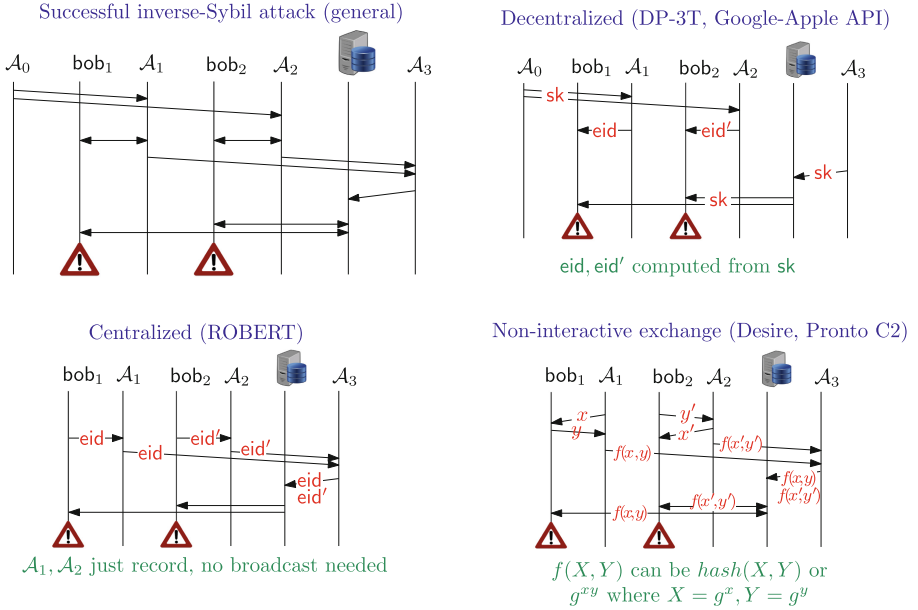 Successful inverse-Sybil attack (general)
𝒜₀ bob₁ 𝒜₁ bob₂ 𝒜₂ 𝒜₃
Decentralized (DP-3T, Google-Apple API)
𝒜₀ bob₁ 𝒜₁ bob₂ 𝒜₂ 𝒜₃
sk
eid eid′
sk
sk
eid, eid′ computed from sk
Centralized (ROBERT)
bob₁ 𝒜₁ bob₂ 𝒜₂ 𝒜₃
eid eid′
eid eid′
eid
eid′
𝒜₁, 𝒜₂ just record, no broadcast needed
Non-interactive exchange (Desire, Pronto C2)
bob₁ 𝒜₁ bob₂ 𝒜₂ 𝒜₃
x y′
y x′
f(x,y) f(x′,y′)
f(x,y)
f(x′,y′)
f(x′,y′)
f(x,y)
f(X, Y) can be hash(X, Y) or
gˣʸ where X = gˣ, Y = gʸ